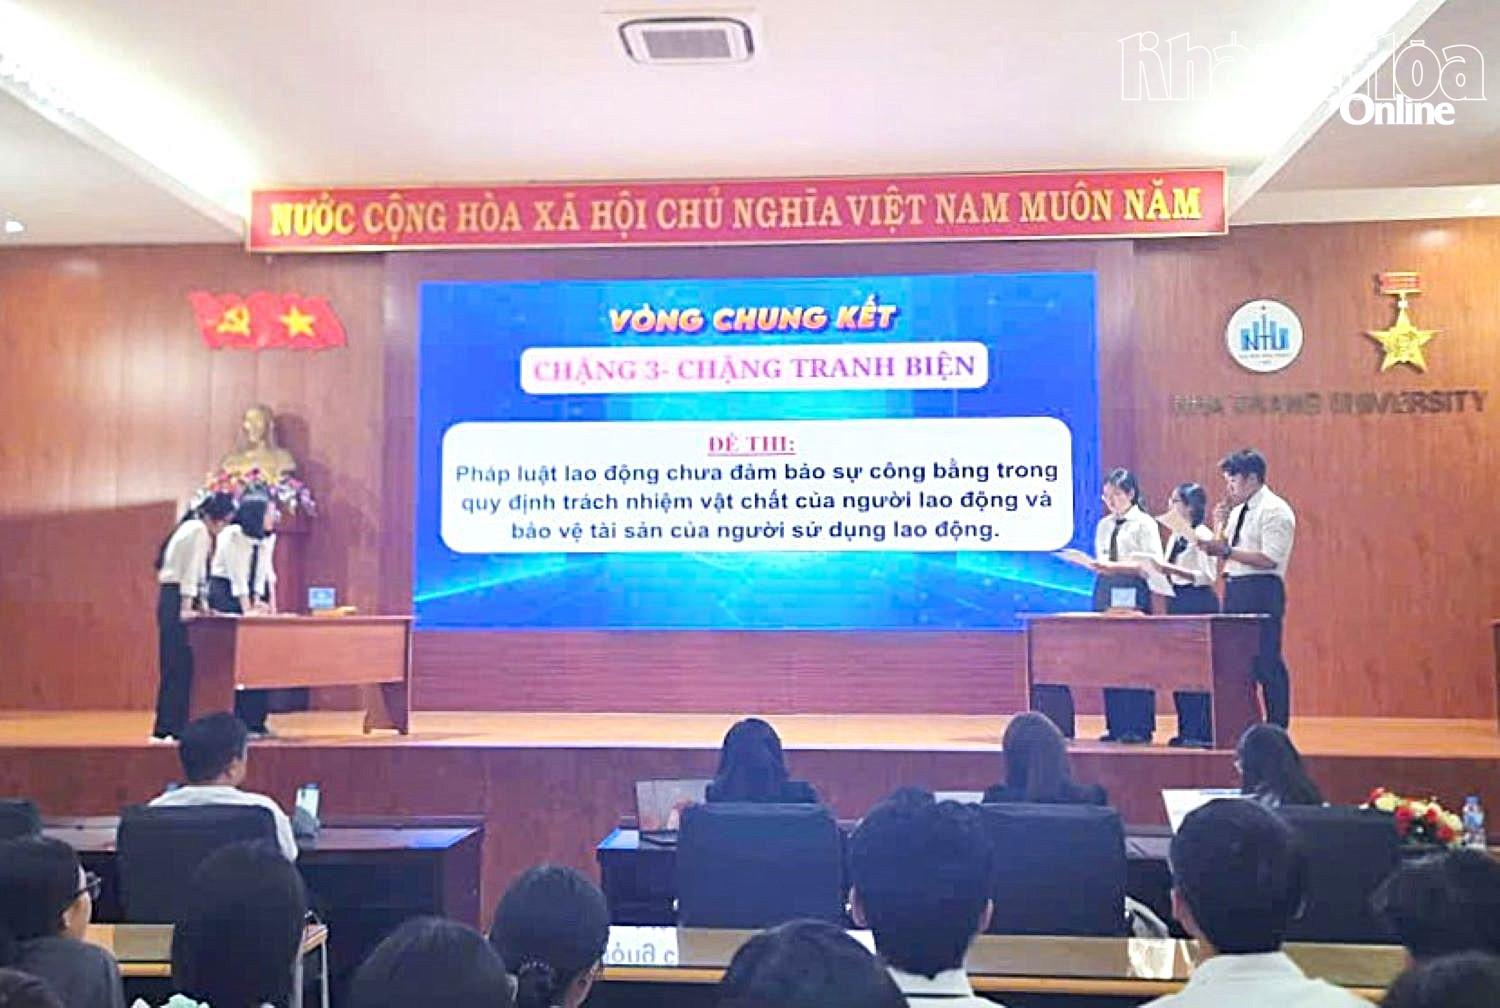 Khánh Hòa
Online
NƯỚC CỘNG HÒA XÃ HỘI CHỦ NGHĨA VIỆT NAM MUÔN NĂM
VÒNG CHUNG KẾT
CHẶNG 3- CHẶNG TRANH BIỆN
ĐỀ THI:
Pháp luật lao động chưa đảm bảo sự công bằng trong
quy định trách nhiệm vật chất của người lao động và
bảo vệ tài sản của người sử dụng lao động.
NTU
NHA TRANG UNIVERSITY